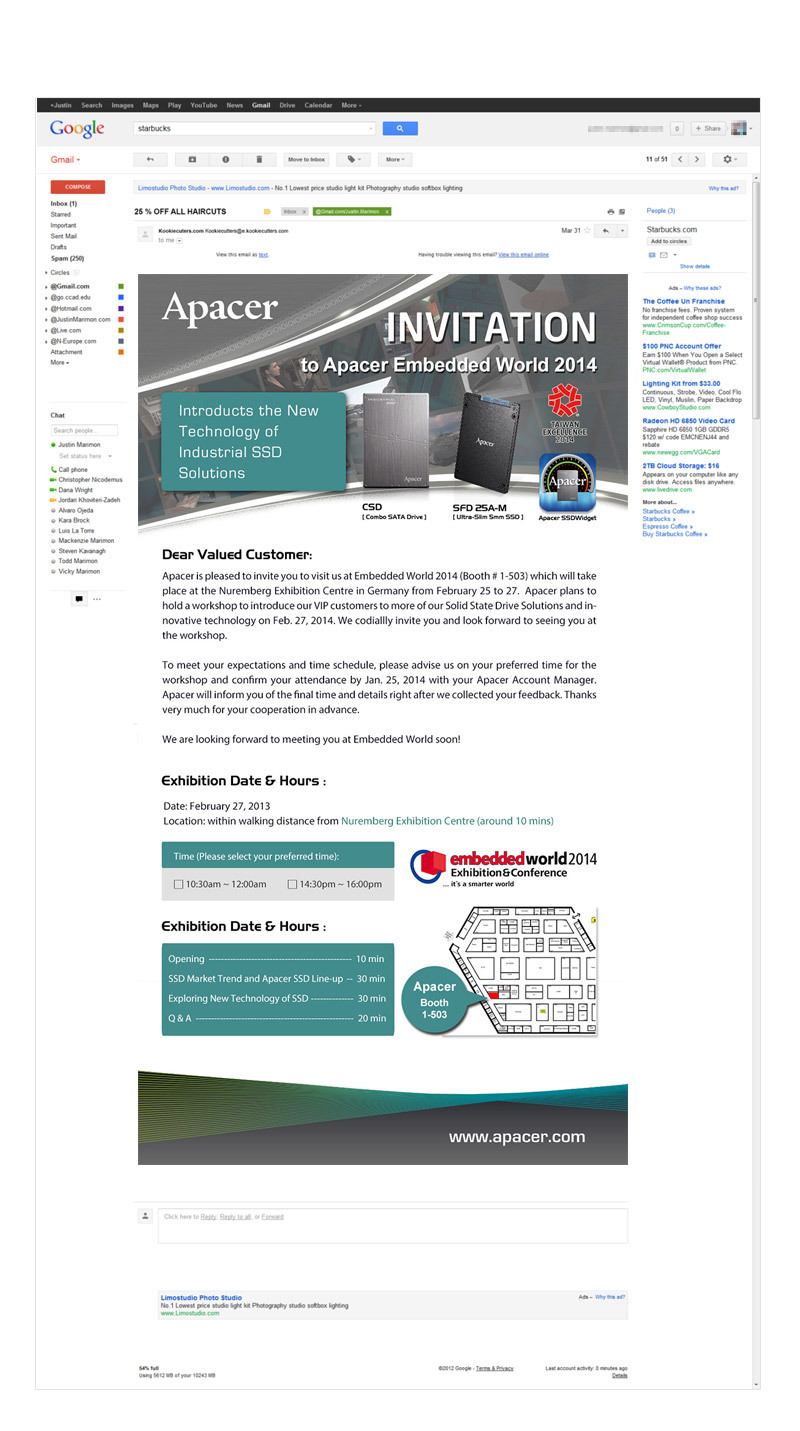 +Justin Search Images Maps Play YouTube News Gmail Drive Calendar More
Google
starbucks
0
+ Share
Gmail
Move to Inbox
More
11 of 51
COMPOSE
Inbox (1)
Starred
Important
Sent Mail
Drafts
Spam (250)
Circles
@Gmail.com
@go.ccad.edu
@Hotmail.com
@JustinMarimon.com
@Live.com
@N-Europe.com
Attachment
More
Chat
Search people...
Justin Marimon
Set status here
Call phone
Christopher Nicodemus
Dana Wright
Jordan Khoviteri-Zadeh
Alvaro Ojeda
Kara Brock
Luis La Torre
Mackenzie Marimon
Steven Kavanagh
Todd Marimon
Vicky Marimon
Limostudio Photo Studio - www.Limostudio.com - No.1 Lowest price studio light kit Photography studio softbox lighting
Why this ad?
25 % OFF ALL HAIRCUTS
Inbox x
@Gmail.com/Justin.Marimon x
Kookiecuters.com Kookiecutters@e.kookiecutters.com
Mar 31
to me
View this email as text.
Having trouble viewing this email? View this email online
Apacer
INVITATION
to Apacer Embedded World 2014
Introducts the New
Technology of
Industrial SSD
Solutions
INDUSTRIAL
Apacer
Apacer
TAIWAN
EXCELLENCE
2014
Apacer
CSD
[ Combo SATA Drive ]
SFD 25A-M
[ Ultra-Slim 5mm SSD ]
Apacer SSDWidget
Dear Valued Customer:
Apacer is pleased to invite you to visit us at Embedded World 2014 (Booth # 1-503) which will take
place at the Nuremberg Exhibition Centre in Germany from February 25 to 27. Apacer plans to
hold a workshop to introduce our VIP customers to more of our Solid State Drive Solutions and in-
novative technology on Feb. 27, 2014. We codiallly invite you and look forward to seeing you at
the workshop.
To meet your expectations and time schedule, please advise us on your preferred time for the
workshop and confirm your attendance by Jan. 25, 2014 with your Apacer Account Manager.
Apacer will inform you of the final time and details right after we collected your feedback. Thanks
very much for your cooperation in advance.
We are looking forward to meeting you at Embedded World soon!
Exhibition Date & Hours :
Date: February 27, 2013
Location: within walking distance from Nuremberg Exhibition Centre (around 10 mins)
Time (Please select your preferred time):
10:30am ~ 12:00am
14:30pm ~ 16:00pm
embeddedworld2014
Exhibition&Conference
... it's a smarter world
Exhibition Date & Hours :
Opening ---------------------------------------------- 10 min
SSD Market Trend and Apacer SSD Line-up -- 30 min
Exploring New Technology of SSD -------------- 30 min
Q & A -------------------------------------------------- 20 min
Apacer
Booth
1-503
www.apacer.com
People (3)
Starbucks.com
Add to circles
Show details
Ads – Why these ads?
The Coffee Un Franchise
No franchise fees. Proven system
for independent coffee shop success
www.CrimsonCup.com/Coffee-
Franchise
$100 PNC Account Offer
Earn $100 When You Open a Select
Virtual Wallet® Product from PNC.
PNC.com/VirtualWallet
Lighting Kit from $33.00
Continuous, Strobe, Video, Cool Flo
LED, Vinyl, Muslin, Paper Backdrop
www.CowboyStudio.com
Radeon HD 6850 Video Card
Sapphire HD 6850 1GB GDDR5
$120 w/ code EMCNENJ44 and
rebate
www.newegg.com/VGACard
2TB Cloud Storage: $16
Appears on your computer like any
disk drive. Access files anywhere.
www.livedrive.com
More about...
Starbucks Coffee »
Starbucks »
Espresso Coffee »
Buy Starbucks Coffee »
Click here to Reply, Reply to all, or Forward
Limostudio Photo Studio
Ads – Why this ad?
No.1 Lowest price studio light kit Photography studio softbox lighting
www.Limostudio.com
54% full
Using 5612 MB of your 10243 MB
©2012 Google - Terms & Privacy
Last account activity: 0 minutes ago
Details